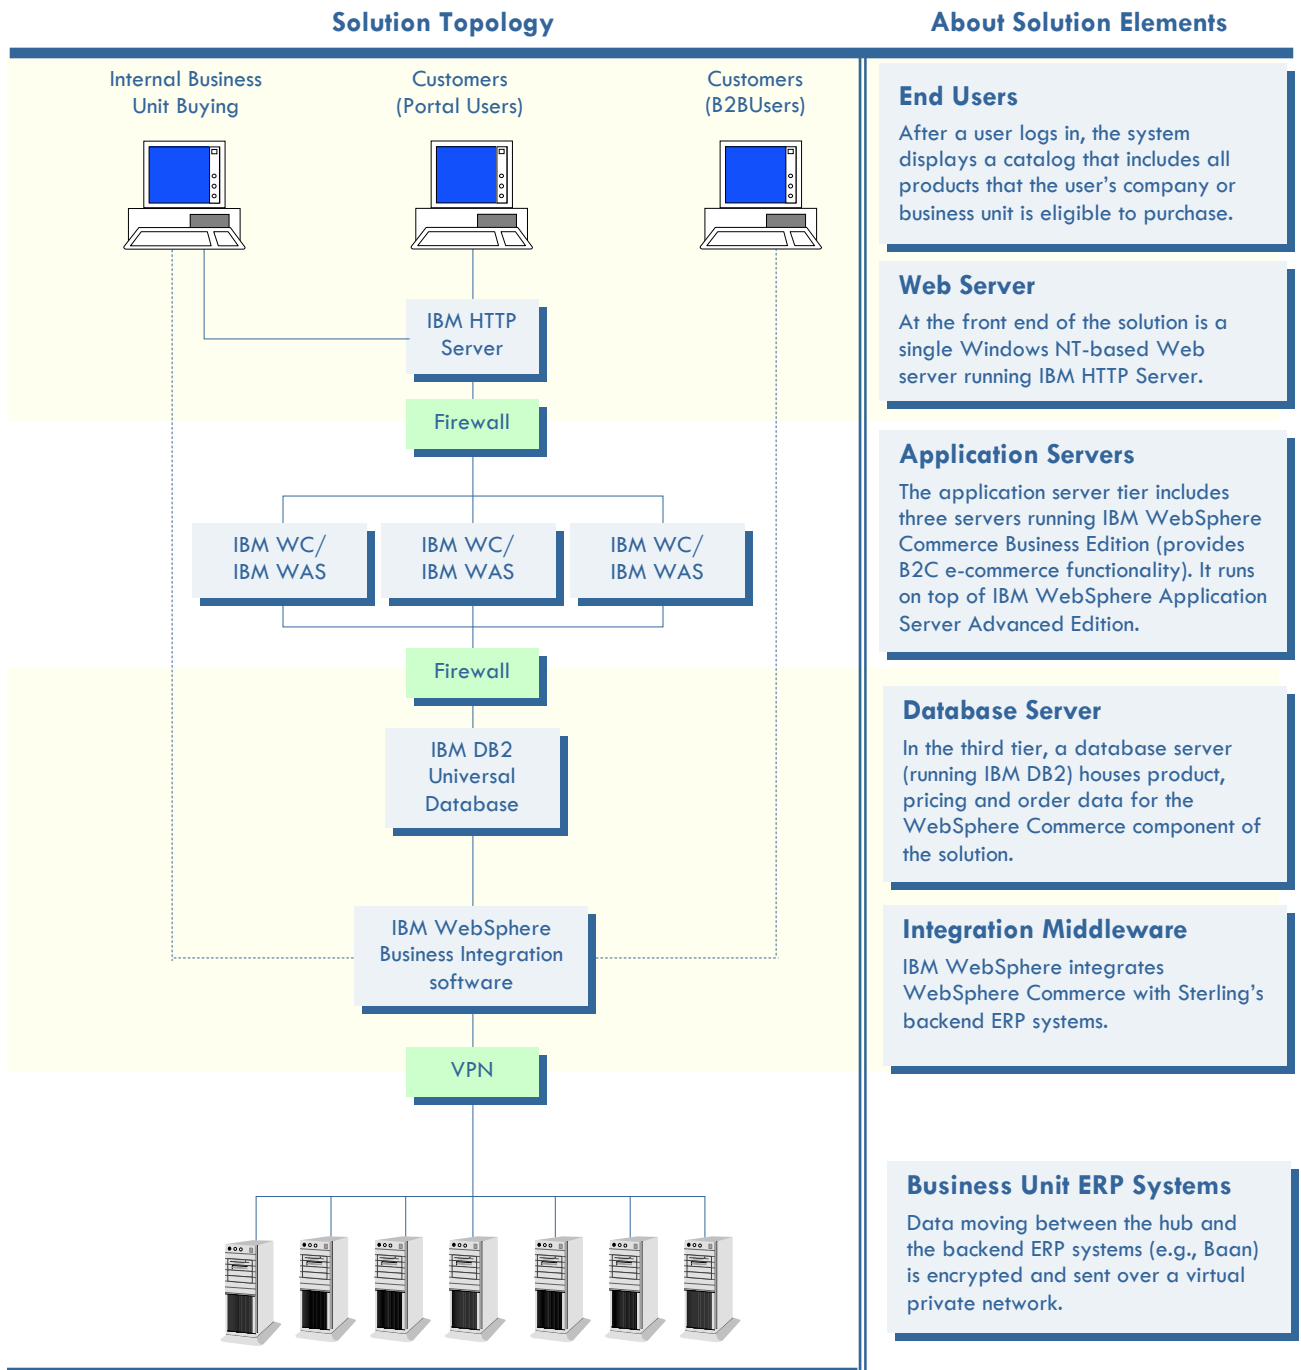 Solution Topology
About Solution Elements
Internal Business
Unit Buying
Customers
(Portal Users)
Customers
(B2BUsers)
IBM HTTP
Server
Firewall
IBM WC/
IBM WAS
IBM WC/
IBM WAS
IBM WC/
IBM WAS
Firewall
IBM DB2
Universal
Database
IBM WebSphere
Business Integration
software
VPN
End Users
After a user logs in, the system
displays a catalog that includes all
products that the user's company or
business unit is eligible to purchase.
Web Server
At the front end of the solution is a
single Windows NT-based Web
server running IBM HTTP Server.
Application Servers
The application server tier includes
three servers running IBM WebSphere
Commerce Business Edition (provides
B2C e-commerce functionality). It runs
on top of IBM WebSphere Application
Server Advanced Edition.
Database Server
In the third tier, a database server
(running IBM DB2) houses product,
pricing and order data for the
WebSphere Commerce component of
the solution.
Integration Middleware
IBM WebSphere integrates
WebSphere Commerce with Sterling's
backend ERP systems.
Business Unit ERP Systems
Data moving between the hub and
the backend ERP systems (e.g., Baan)
is encrypted and sent over a virtual
private network.